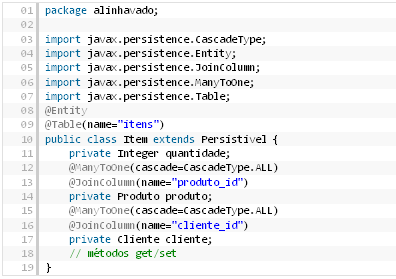 01 package alinhavado;
02
03 import javax.persistence.CascadeType;
04 import javax.persistence.Entity;
05 import javax.persistence.JoinColumn;
06 import javax.persistence.ManyToOne;
07 import javax.persistence.Table;
08 @Entity
09 @Table(name="itens")
10 public class Item extends Persistivel {
11 private Integer quantidade;
12 @ManyToOne(cascade=CascadeType.ALL)
13 @JoinColumn(name="produto_id")
14 private Produto produto;
15 @ManyToOne(cascade=CascadeType.ALL)
16 @JoinColumn(name="cliente_id")
17 private Cliente cliente;
18 // métodos get/set
19 }